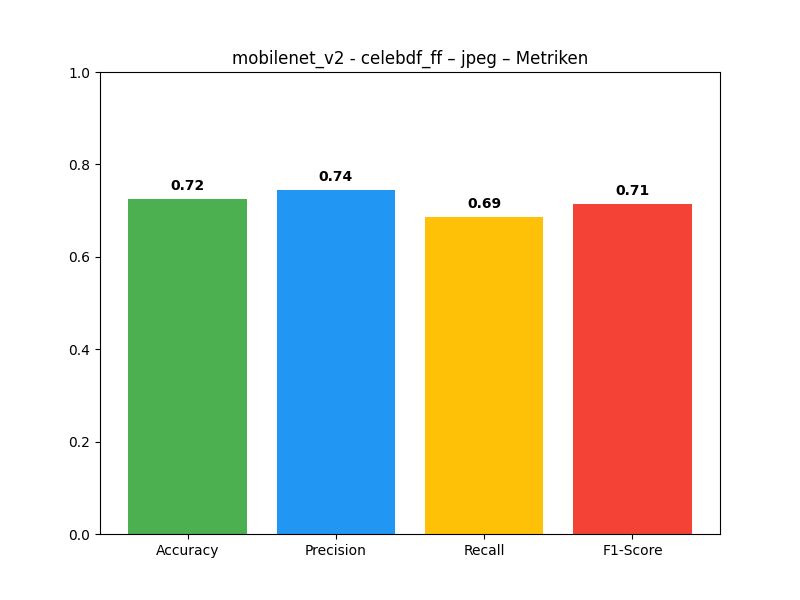 mobilenet_v2 - celebdf_ff – jpeg – Metriken
1.0
0.8
0.6
0.4
0.2
0.0
0.72
0.74
0.69
0.71
Accuracy
Precision
Recall
F1-Score